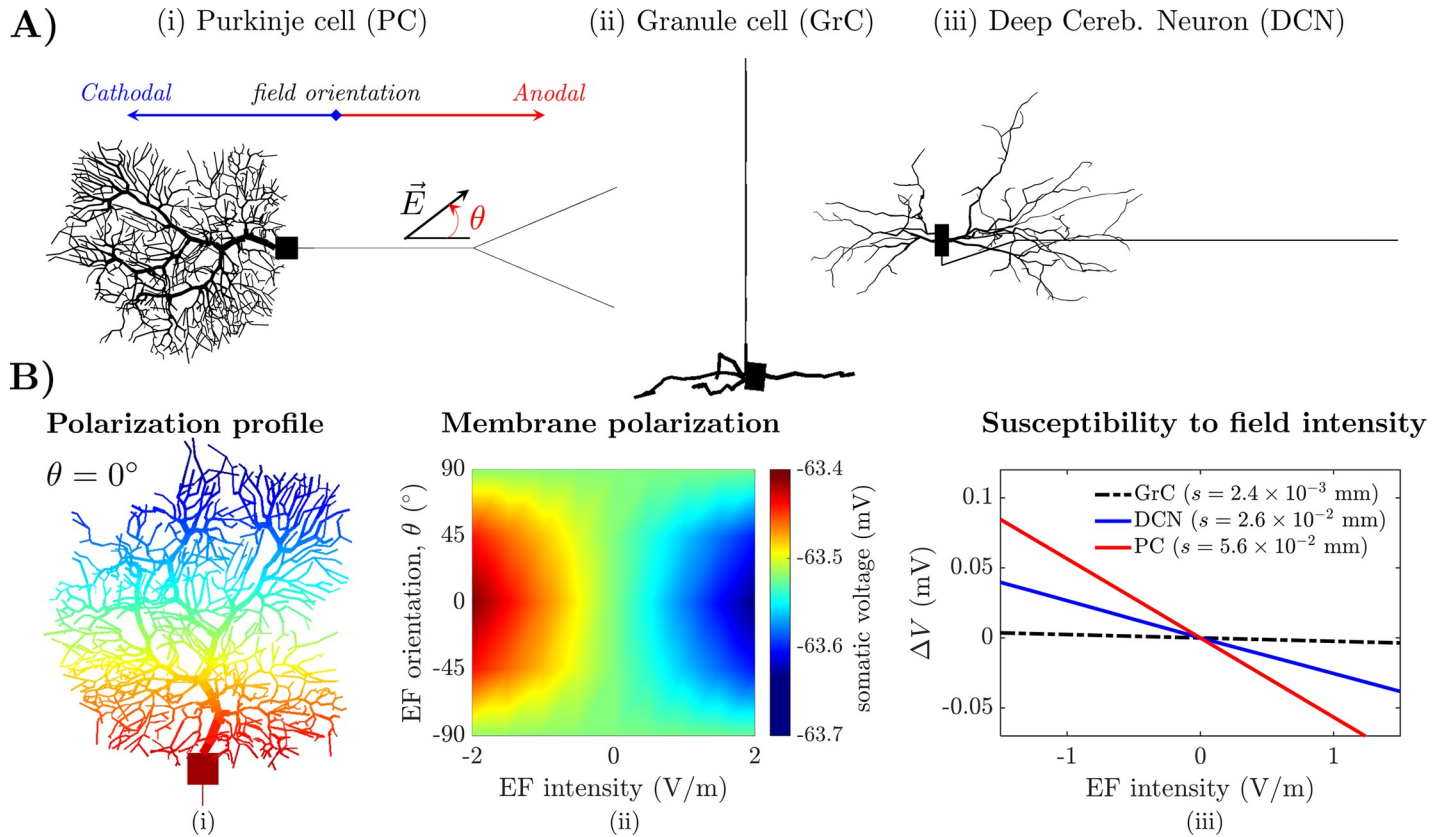 A)
(i) Purkinje cell (PC)
(ii) Granule cell (GrC)
(iii) Deep Cereb. Neuron (DCN)
Cathodal
field orientation
Anodal
E⃗
θ
B)
Polarization profile
θ = 0°
(i)
Membrane polarization
EF orientation, θ (°)
90
45
0
-45
-90
-2
0
2
EF intensity (V/m)
(ii)
-63.4
-63.5
-63.6
-63.7
somatic voltage (mV)
Susceptibility to field intensity
GrC (s = 2.4 × 10⁻³ mm)
DCN (s = 2.6 × 10⁻² mm)
PC (s = 5.6 × 10⁻² mm)
ΔV (mV)
0.1
0.05
0
-0.05
-1
0
1
EF intensity (V/m)
(iii)